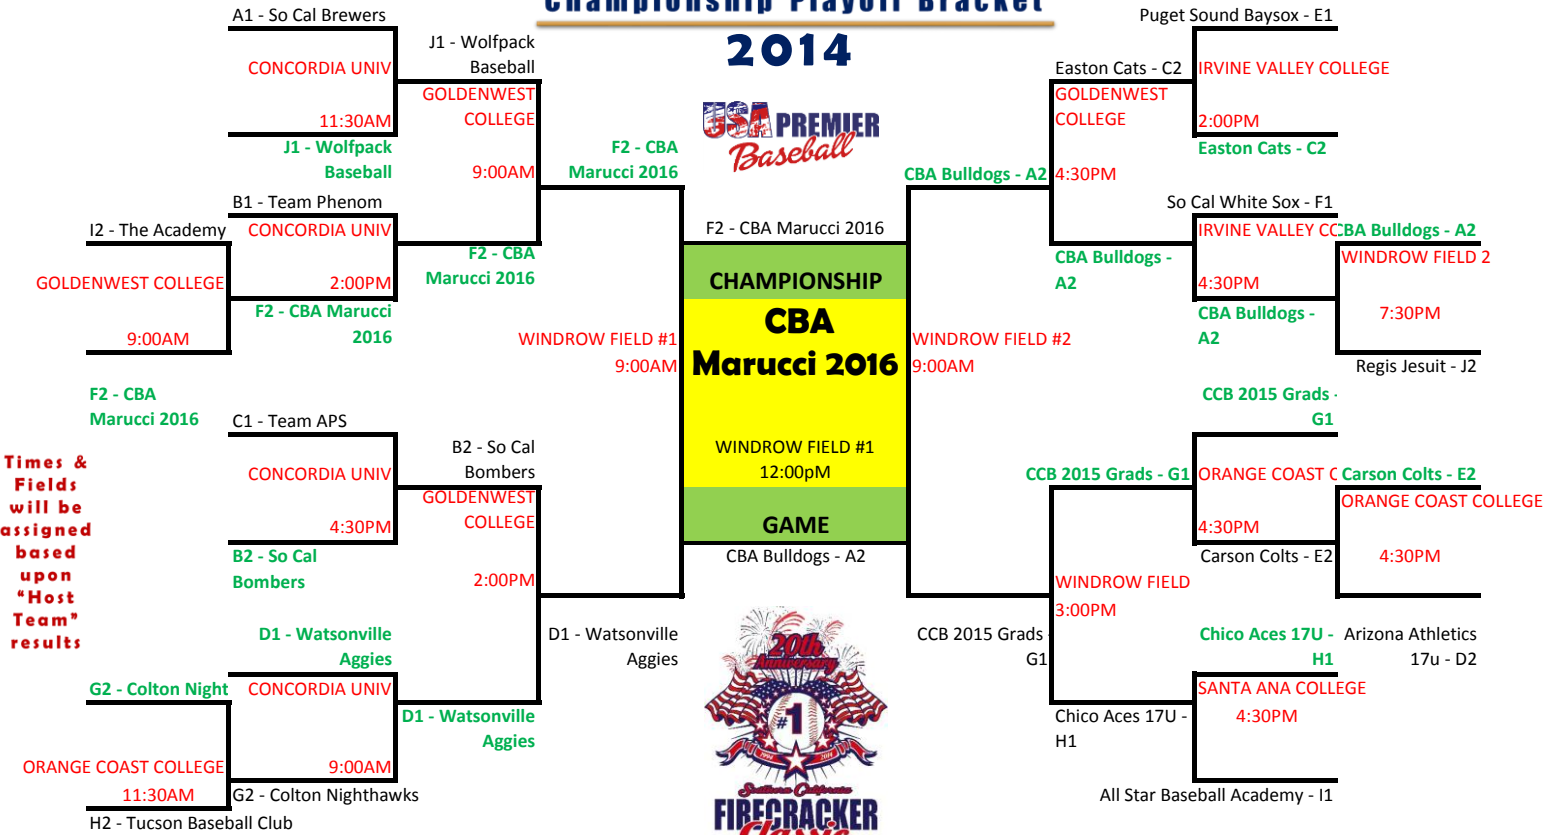 Championship Playoff Bracket
2014
USA PREMIER
Baseball
A1 - So Cal Brewers
CONCORDIA UNIV
11:30AM
J1 - Wolfpack
Baseball
B1 - Team Phenom
I2 - The Academy
CONCORDIA UNIV
GOLDENWEST COLLEGE
2:00PM
F2 - CBA Marucci
2016
9:00AM
F2 - CBA
Marucci 2016
C1 - Team APS
CONCORDIA UNIV
4:30PM
B2 - So Cal
Bombers
Times &
Fields
will be
assigned
based
upon
“Host
Team”
results
D1 - Watsonville
Aggies
G2 - Colton Night
CONCORDIA UNIV
ORANGE COAST COLLEGE
9:00AM
11:30AM
G2 - Colton Nighthawks
H2 - Tucson Baseball Club
J1 - Wolfpack
Baseball
GOLDENWEST
COLLEGE
9:00AM
F2 - CBA
Marucci 2016
B2 - So Cal
Bombers
GOLDENWEST
COLLEGE
2:00PM
D1 - Watsonville
Aggies
F2 - CBA
Marucci 2016
WINDROW FIELD #1
9:00AM
D1 - Watsonville
Aggies
F2 - CBA Marucci 2016
CHAMPIONSHIP
CBA
Marucci 2016
WINDROW FIELD #1
12:00pM
GAME
CBA Bulldogs - A2
20th
Anniversary
#1
1994
2014
Southern California
FIRECRACKER
Classic
CBA Bulldogs - A2
WINDROW FIELD #2
9:00AM
CCB 2015 Grads -
G1
Easton Cats - C2
GOLDENWEST
COLLEGE
4:30PM
CBA Bulldogs -
A2
CCB 2015 Grads - G1
WINDROW FIELD
3:00PM
Chico Aces 17U -
H1
Puget Sound Baysox - E1
IRVINE VALLEY COLLEGE
2:00PM
Easton Cats - C2
So Cal White Sox - F1
IRVINE VALLEY CO
4:30PM
CBA Bulldogs -
A2
CBA Bulldogs - A2
WINDROW FIELD 2
7:30PM
Regis Jesuit - J2
CCB 2015 Grads -
G1
ORANGE COAST C
4:30PM
Carson Colts - E2
Carson Colts - E2
ORANGE COAST COLLEGE
4:30PM
Arizona Athletics
17u - D2
Chico Aces 17U -
H1
SANTA ANA COLLEGE
4:30PM
All Star Baseball Academy - I1